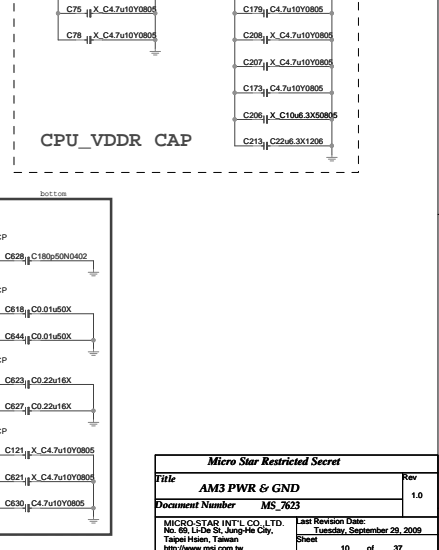 C75 X_C4.7u10Y0805
C78 X_C4.7u10Y0805
C179 C4.7u10Y0805
C208 X_C4.7u10Y0805
C207 X_C4.7u10Y0805
C173 C4.7u10Y0805
C206 X_C10u6.3X50805
C213 C22u6.3X1206
CPU_VDDR CAP
bottom
CP
C628 C180p50N0402
CP
C618 C0.01u50X
C644 C0.01u50X
CP
C623 C0.22u16X
C627 C0.22u16X
CP
C121 X_C4.7u10Y0805
C621 X_C4.7u10Y0805
C630 C4.7u10Y0805
Micro Star Restricted Secret
Title
AM3 PWR & GND
Rev
1.0
Document Number MS_7623
MICRO-STAR INT'L CO.,LTD.
No. 69, Li-De St, Jung-He City,
Taipei Hsien, Taiwan
http://www.msi.com.tw
Last Revision Date:
Tuesday, September 29, 2009
Sheet
10 of 37